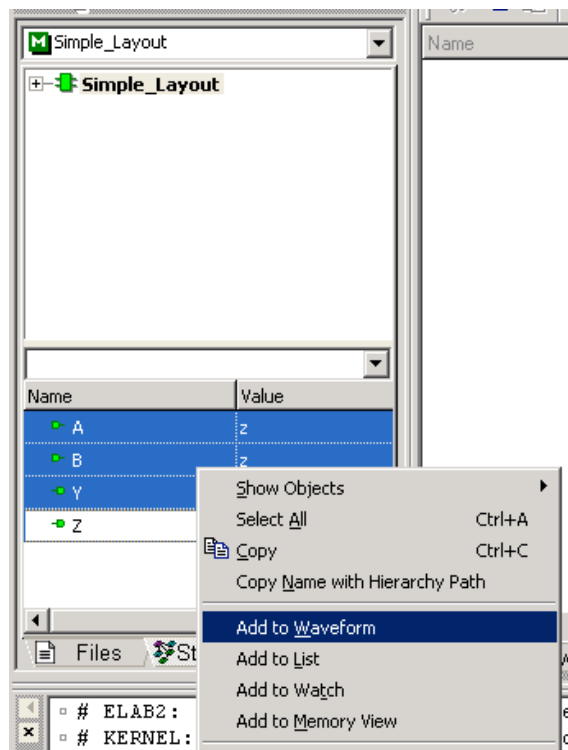 Simple_Layout
Name
Simple_Layout
Name Value
A z
B z
Y
Z
Show Objects
Select All Ctrl+A
Copy Ctrl+C
Copy Name with Hierarchy Path
Add to Waveform
Add to List
Add to Watch
Add to Memory View
Files St
# ELAB2:
# KERNEL: